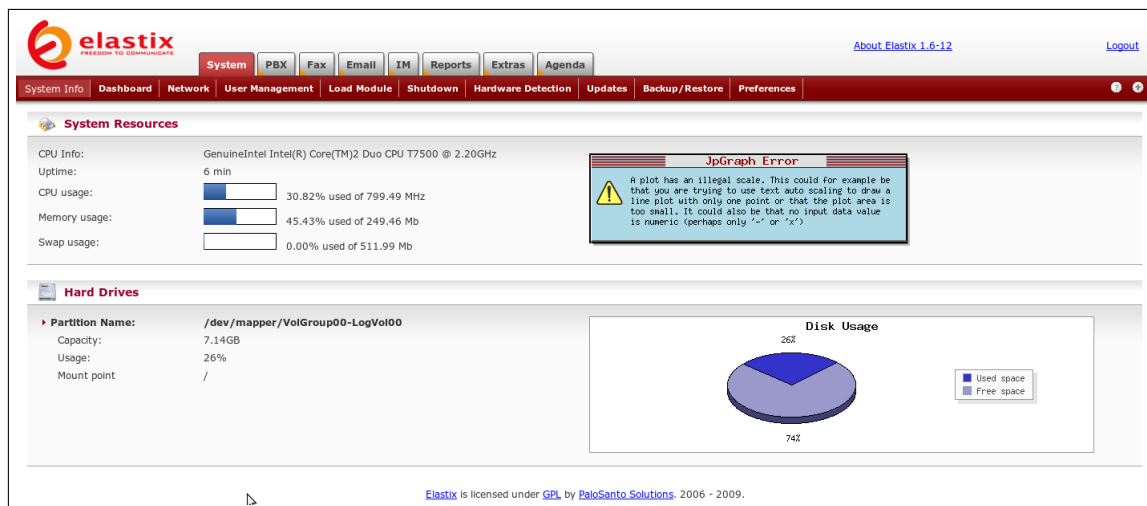 elastix
FREEDOM TO COMMUNICATE
About Elastix 1.6-12
Logout
System PBX Fax Email IM Reports Extras Agenda
System Info Dashboard Network User Management Load Module Shutdown Hardware Detection Updates Backup/Restore Preferences
System Resources
CPU Info: GenuineIntel Intel(R) Core(TM)2 Duo CPU T7500 @ 2.20GHz
Uptime: 6 min
CPU usage: 30.82% used of 799.49 MHz
Memory usage: 45.43% used of 249.46 Mb
Swap usage: 0.00% used of 511.99 Mb
JpGraph Error
A plot has an illegal scale. This could for example be
that you are trying to use text auto scaling to draw a
line plot with only one point or that the plot area is
too small. It could also be that no input data value
is numeric (perhaps only '-' or 'x')
Hard Drives
Partition Name: /dev/mapper/VolGroup00-LogVol00
Capacity: 7.14GB
Usage: 26%
Mount point /
Disk Usage
26%
Used space
Free space
74%
Elastix is licensed under GPL by PaloSanto Solutions. 2006 - 2009.